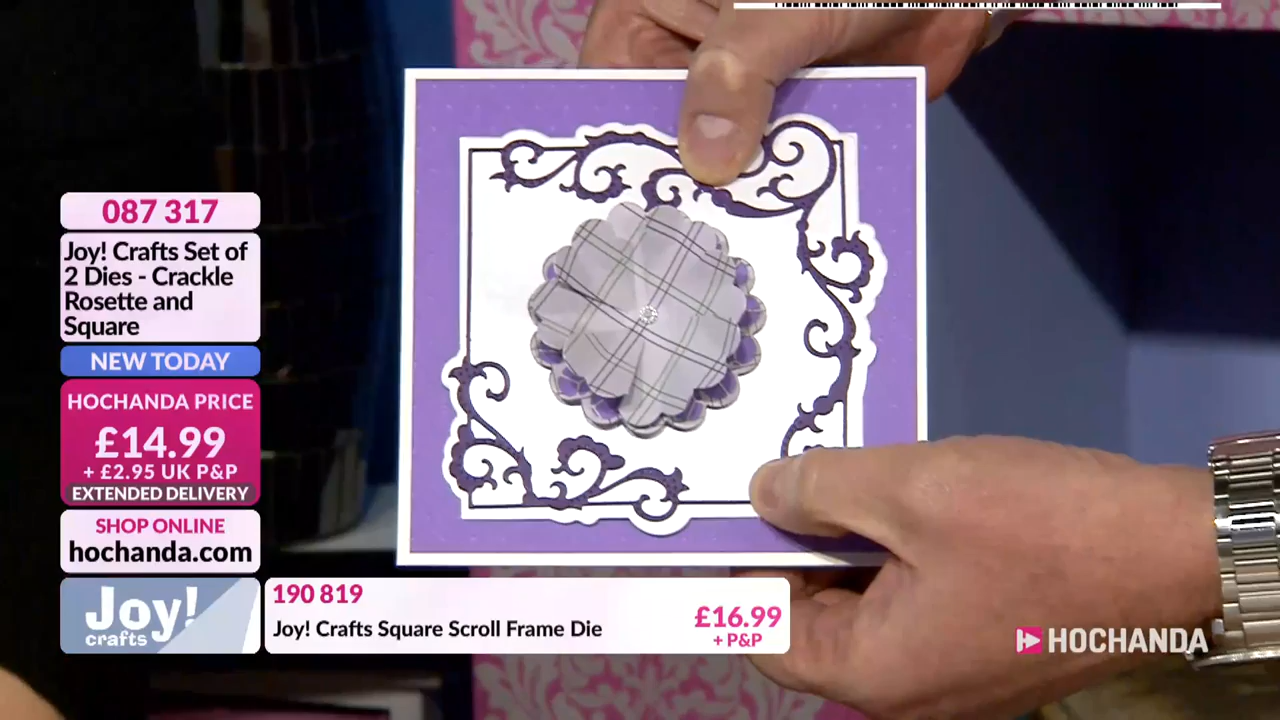 087 317
Joy! Crafts Set of
2 Dies - Crackle
Rosette and
Square
NEW TODAY
HOCHANDA PRICE
£14.99
+ £2.95 UK P&P
EXTENDED DELIVERY
SHOP ONLINE
hochanda.com
Joy!
crafts
190 819
Joy! Crafts Square Scroll Frame Die
£16.99
+ P&P
HOCHANDA